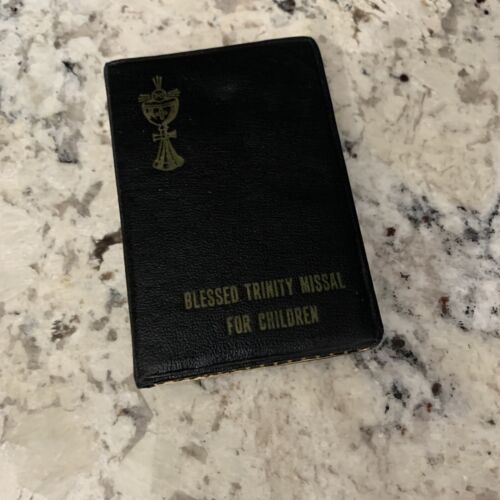 BLESSED TRINITY MISSAL
FOR CHILDREN